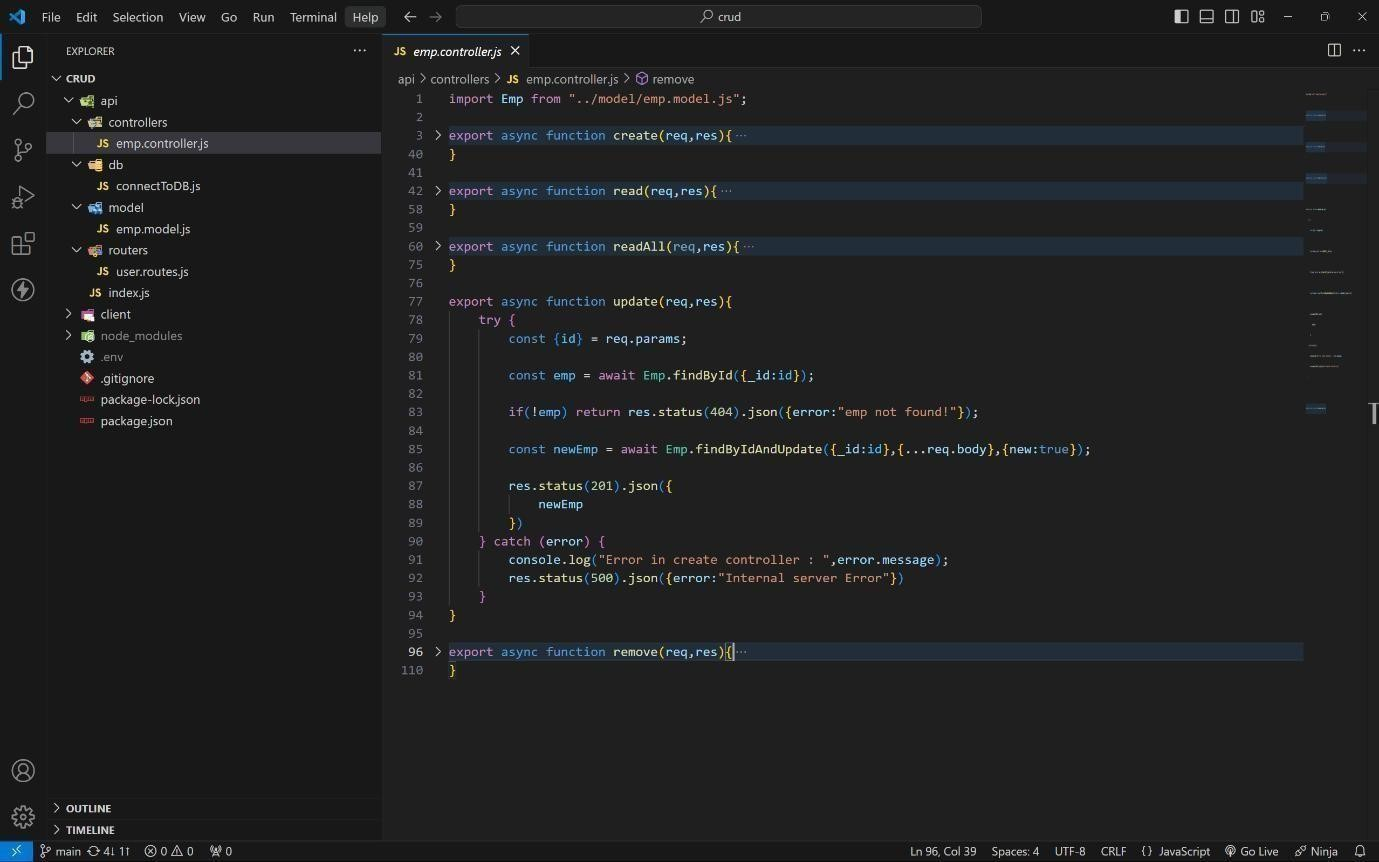 File Edit Selection View Go Run Terminal Help
crud
EXPLORER
CRUD
api
controllers
JS emp.controller.js
db
JS connectToDB.js
model
JS emp.model.js
routers
JS user.routes.js
JS index.js
client
node_modules
.env
.gitignore
package-lock.json
package.json
OUTLINE
TIMELINE
JS emp.controller.js
api > controllers > JS emp.controller.js > remove
1 import Emp from "../model/emp.model.js";
2
3 export async function create(req,res){ ···
40 }
41
42 export async function read(req,res){ ···
58 }
59
60 export async function readAll(req,res){ ···
75 }
76
77 export async function update(req,res){
78 try {
79 const {id} = req.params;
80
81 const emp = await Emp.findById({_id:id});
82
83 if(!emp) return res.status(404).json({error:"emp not found!"});
84
85 const newEmp = await Emp.findByIdAndUpdate({_id:id},{...req.body},{new:true});
86
87 res.status(201).json({
88 newEmp
89 })
90 } catch (error) {
91 console.log("Error in create controller : ",error.message);
92 res.status(500).json({error:"Internal server Error"})
93 }
94 }
95
96 export async function remove(req,res){ ···
110 }
main 4↓ 1↑ 0 0 0
Ln 96, Col 39 Spaces: 4 UTF-8 CRLF {} JavaScript Go Live Ninja